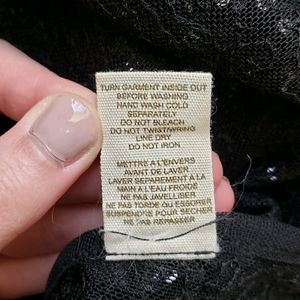 TURN GARMENT INSIDE OUT
BEFORE WASHING
HAND WASH COLD
SEPARATELY
DO NOT BLEACH
DO NOT TWIST/WRING
LINE DRY
DO NOT IRON
METTRE A L'ENVERS
AVANT DE LAVER
LAVER SEPAREMENT A LA
MAIN A L'EAU FROIDE
NE PAS JAVELLISER
NE PAS TORDE OU ESSORER
SUSPENDRE POUR SECHER
NE PAS REPASSER